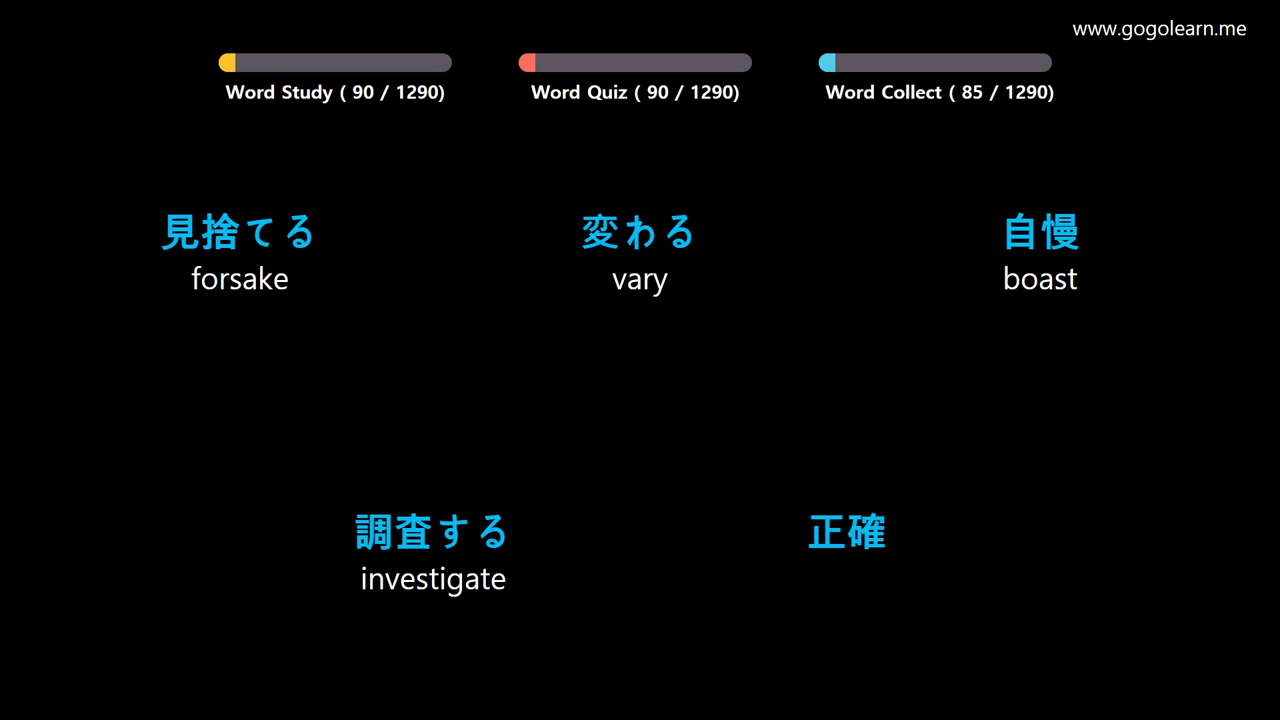 www.gogolearn.me
Word Study ( 90 / 1290)
Word Quiz ( 90 / 1290)
Word Collect ( 85 / 1290)
見捨てる
forsake
変わる
vary
自慢
boast
調査する
investigate
正確